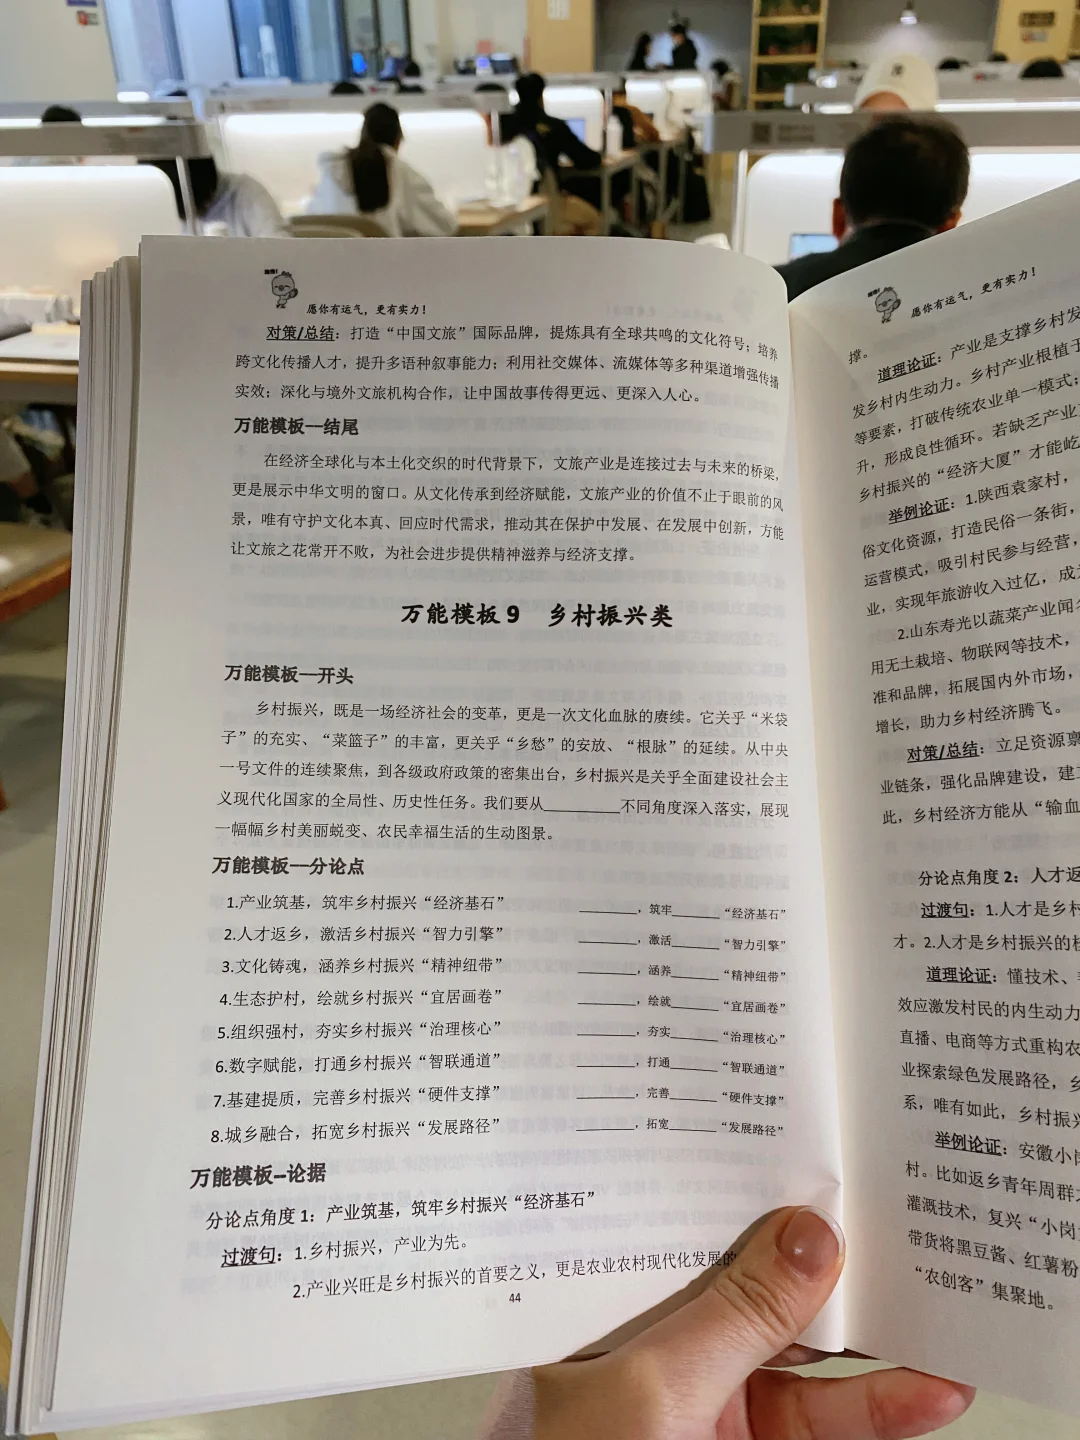 愿你有运气，更有实力！
对策/总结：打造“中国文旅”国际品牌，提炼具有全球共鸣的文化符号；培养
跨文化传播人才，提升多语种叙事能力；利用社交媒体、流媒体等多种渠道增强传播
实效；深化与境外文旅机构合作，让中国故事传得更远、更深入人心。
万能模板--结尾
在经济全球化与本土化交织的时代背景下，文旅产业是连接过去与未来的桥梁，
更是展示中华文明的窗口。从文化传承到经济赋能，文旅产业的价值不止于眼前的风
景，唯有守护文化本真、回应时代需求，推动其在保护中发展、在发展中创新，方能
让文旅之花常开不败，为社会进步提供精神滋养与经济支撑。
万能模板 9 乡村振兴类
万能模板--开头
乡村振兴，既是一场经济社会的变革，更是一次文化血脉的赓续。它关乎“米袋
子”的充实、“菜篮子”的丰富，更关乎“乡愁”的安放、“根脉”的延续。从中央
一号文件的连续聚焦，到各级政府政策的密集出台，乡村振兴是关乎全面建设社会主
义现代化国家的全局性、历史性任务。我们要从________不同角度深入落实，展现
一幅幅乡村美丽蜕变、农民幸福生活的生动图景。
万能模板--分论点
1.产业筑基，筑牢乡村振兴“经济基石” ________，筑牢______“经济基石”
2.人才返乡，激活乡村振兴“智力引擎” ________，激活______“智力引擎”
3.文化铸魂，涵养乡村振兴“精神纽带” ________，涵养______“精神纽带”
4.生态护村，绘就乡村振兴“宜居画卷” ________，绘就______“宜居画卷”
5.组织强村，夯实乡村振兴“治理核心” ________，夯实______“治理核心”
6.数字赋能，打通乡村振兴“智联通道” ________，打通______“智联通道”
7.基建提质，完善乡村振兴“硬件支撑” ________，完善______“硬件支撑”
8.城乡融合，拓宽乡村振兴“发展路径” ________，拓宽______“发展路径”
万能模板--论据
分论点角度 1：产业筑基，筑牢乡村振兴“经济基石”
过渡句：1.乡村振兴，产业为先。
2.产业兴旺是乡村振兴的首要之义，更是农业农村现代化发展的
44
愿你有运气，更有实力！
撑。
道理论证：产业是支撑乡村发
发乡村内生动力。乡村产业根植于
等要素，打破传统农业单一模式；
升，形成良性循环。若缺乏产业
乡村振兴的“经济大厦”才能屹
举例论证：1.陕西袁家村，
俗文化资源，打造民俗一条街，
运营模式，吸引村民参与经营，
业，实现年旅游收入过亿，成
2.山东寿光以蔬菜产业闻名
用无土栽培、物联网等技术，
准和品牌，拓展国内外市场，
增长，助力乡村经济腾飞。
对策/总结：立足资源禀
业链条，强化品牌建设，建
此，乡村经济方能从“输血
分论点角度 2：人才返
过渡句：1.人才是乡村
才。2.人才是乡村振兴的
道理论证：懂技术、
效应激发村民的内生动力
直播、电商等方式重构农
业探索绿色发展路径，乡
系，唯有如此，乡村振兴
举例论证：安徽小岗
村。比如返乡青年周群
灌溉技术，复兴“小岗
带货将黑豆酱、红薯粉
“农创客”集聚地。